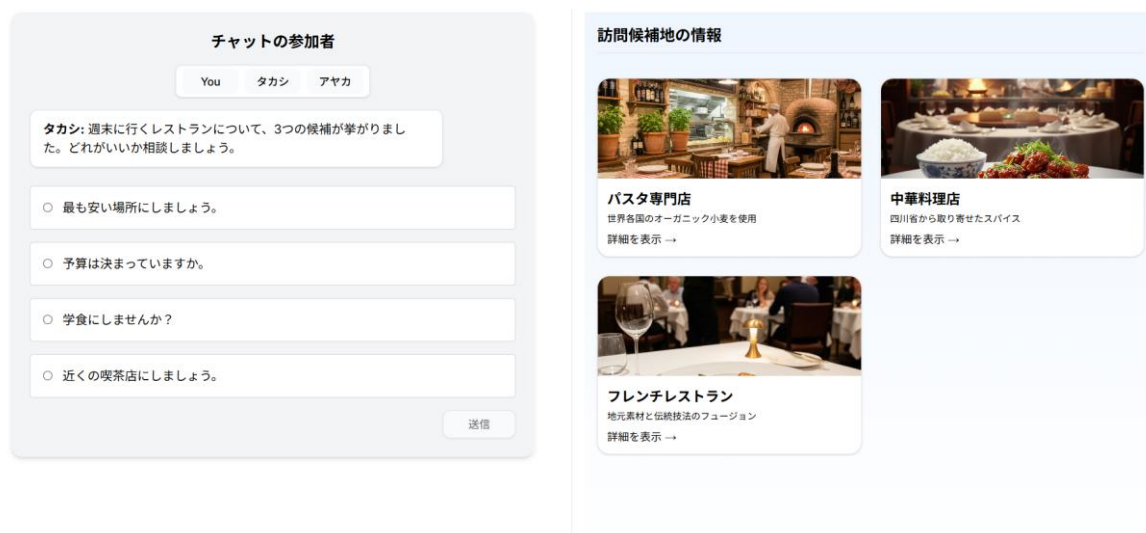 チャットの参加者
You タカシ アヤカ
タカシ: 週末に行くレストランについて、3つの候補が挙がりまし
た。どれがいいか相談しましょう。
最も安い場所にしましょう。
予算は決まっていますか。
学食にしませんか？
近くの喫茶店にしましょう。
送信
訪問候補地の情報
パスタ専門店
世界各国のオーガニック小麦を使用
詳細を表示 →
中華料理店
四川省から取り寄せたスパイス
詳細を表示 →
フレンチレストラン
地元素材と伝統技法のフュージョン
詳細を表示 →